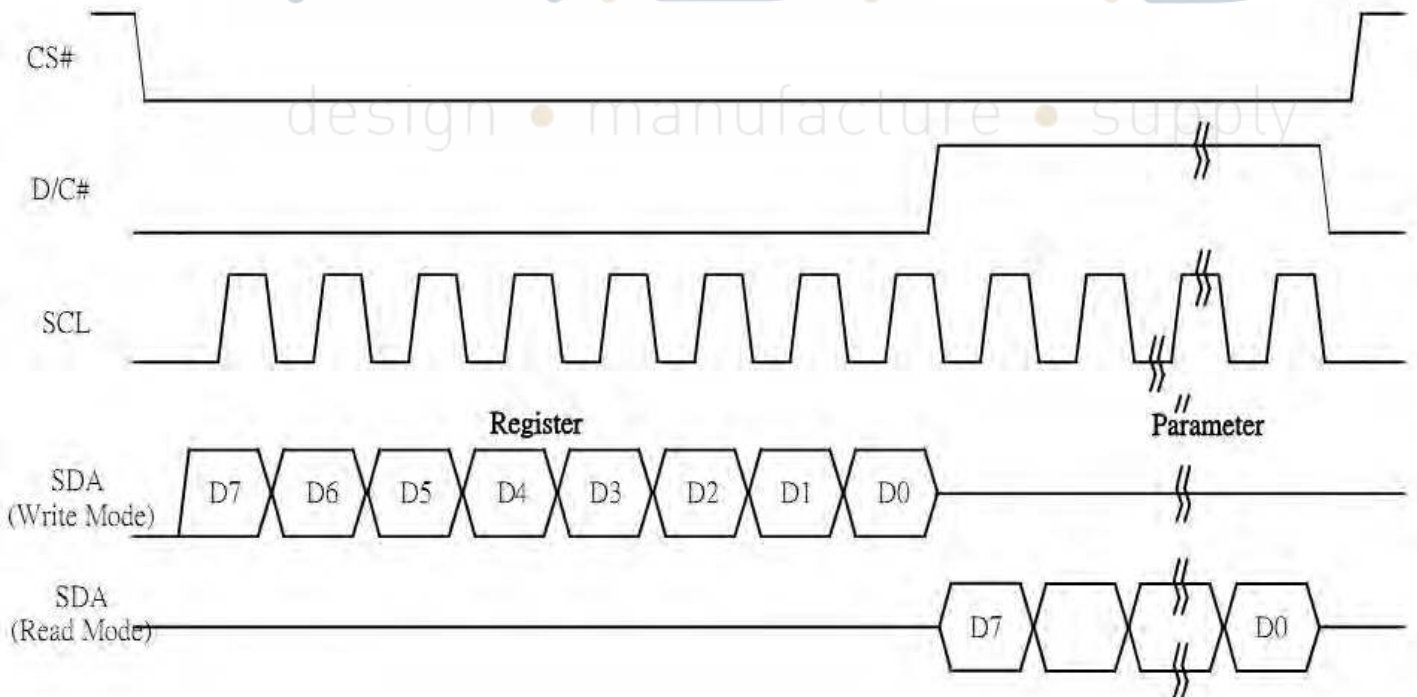 CS#
design • manufacture • supply
D/C#
SCL
Register
Parameter
SDA
(Write Mode)
D7 D6 D5 D4 D3 D2 D1 D0
SDA
(Read Mode)
D7 D0